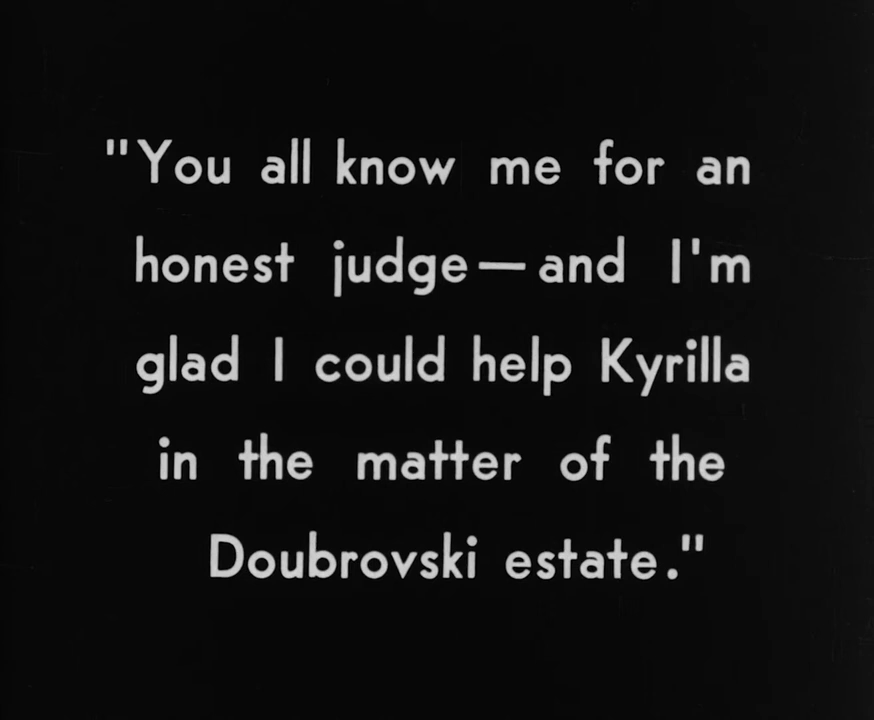 "You all know me for an
honest judge—and I'm
glad I could help Kyrilla
in the matter of the
Doubrovski estate."